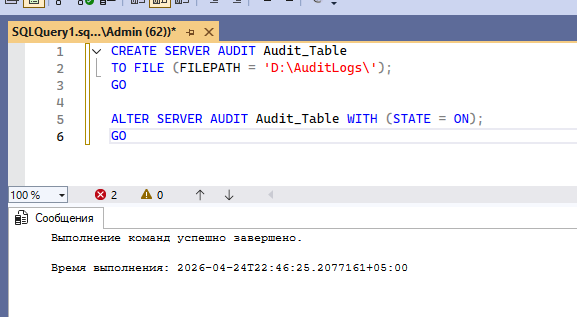 SQLQuery1.sq...\Admin (62))*
1 CREATE SERVER AUDIT Audit_Table
2 TO FILE (FILEPATH = 'D:\AuditLogs\');
3 GO
4
5 ALTER SERVER AUDIT Audit_Table WITH (STATE = ON);
6 GO
100 % 2 0
Сообщения
Выполнение команд успешно завершено.
Время выполнения: 2026-04-24T22:46:25.2077161+05:00